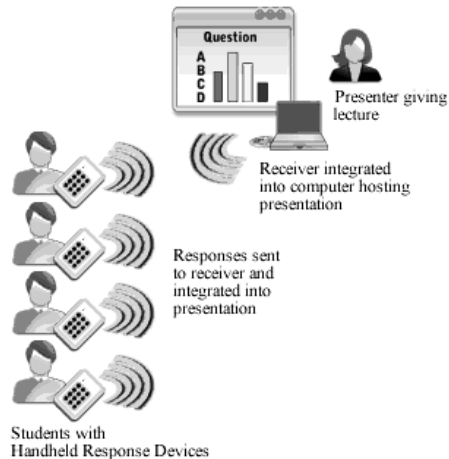 Question
A
B
C
D
Presenter giving
lecture
Receiver integrated
into computer hosting
presentation
Responses sent
to receiver and
integrated into
presentation
Students with
Handheld Response Devices